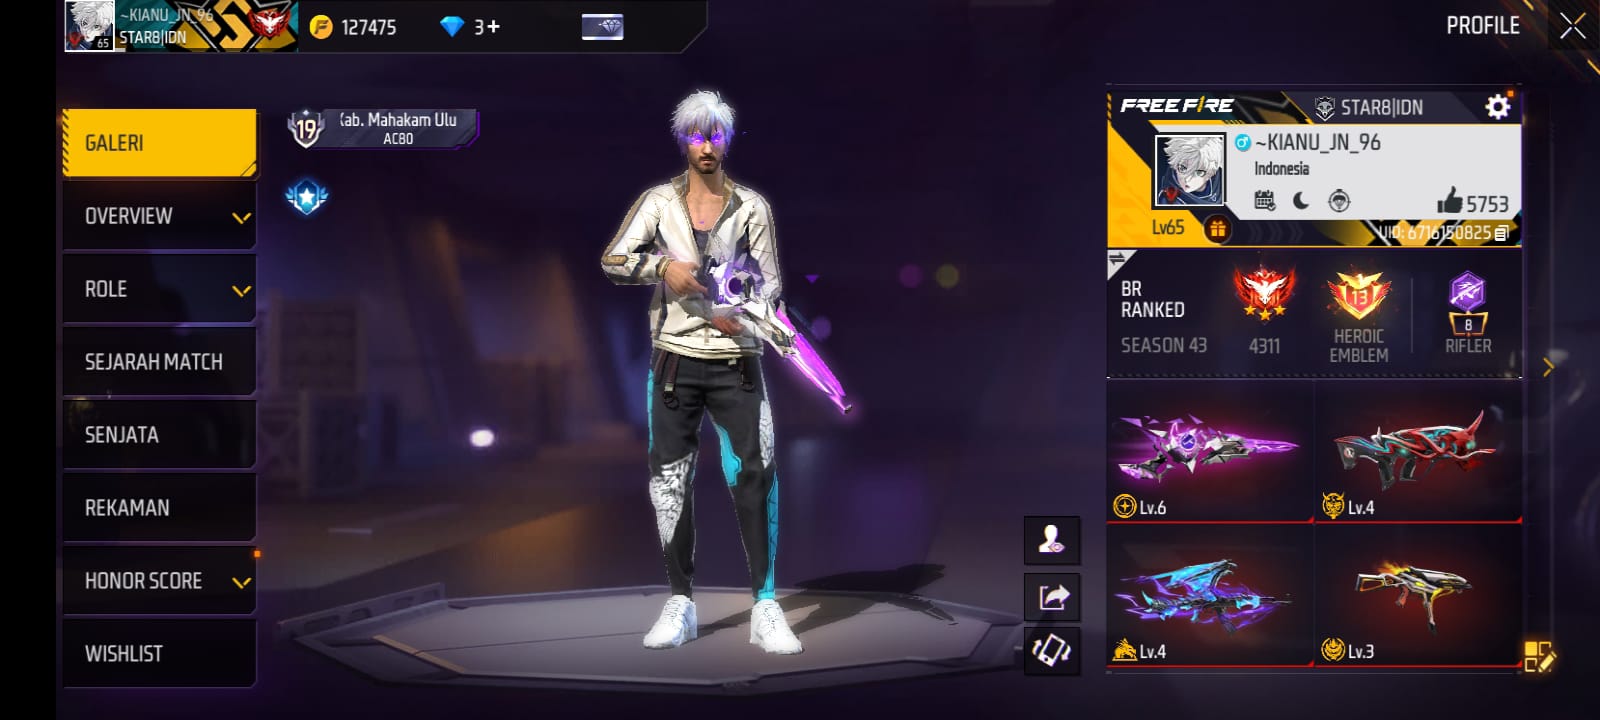 ~KIANU_JN_96
65
STAR8|IDN
127475
3+
PROFILE
GALERI
OVERVIEW
ROLE
SEJARAH MATCH
SENJATA
REKAMAN
HONOR SCORE
WISHLIST
19
Kab. Mahakam Ulu
AC80
FREE FIRE
STAR8|IDN
~KIANU_JN_96
Indonesia
5753
Lv65
UID: 6716150825
BR
RANKED
SEASON 43
4311
13
HEROIC
EMBLEM
8
RIFLER
Lv.6
Lv.4
Lv.4
Lv.3